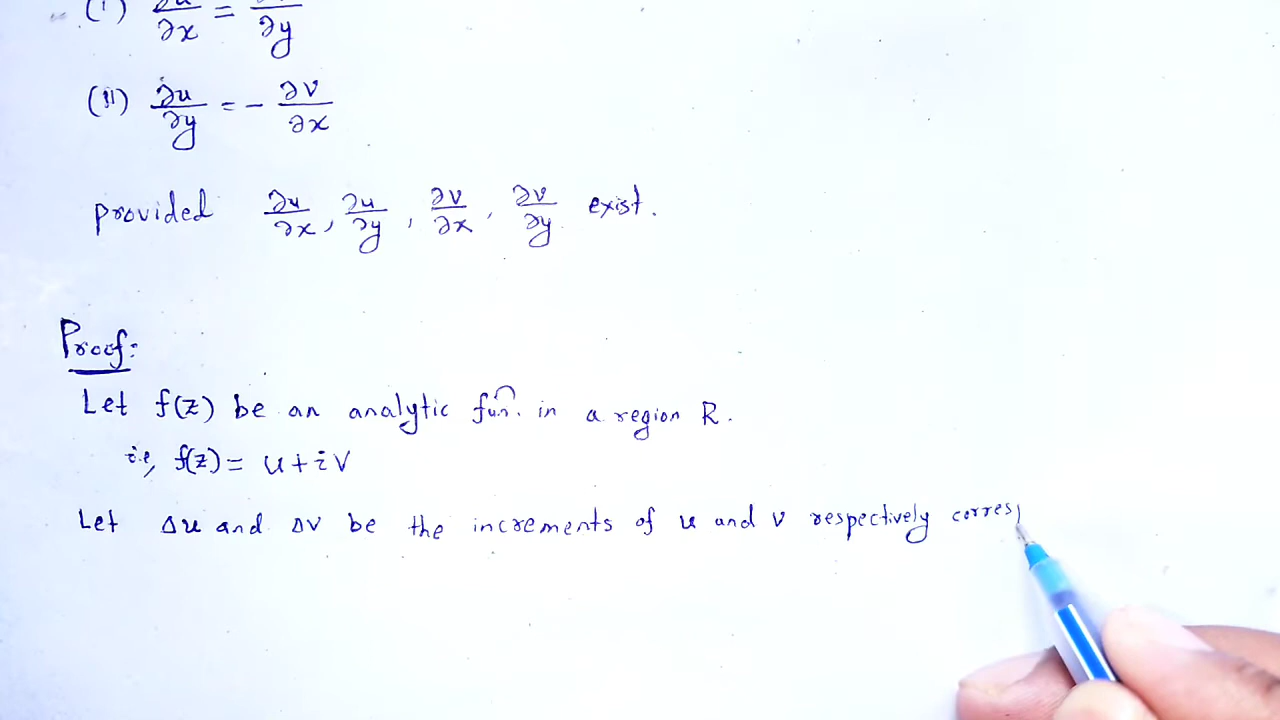 (i) ∂u/∂x = ∂v/∂y
(ii) ∂u/∂y = - ∂v/∂x
provided ∂u/∂x, ∂u/∂y, ∂v/∂x, ∂v/∂y exist.
Proof:
Let f(z) be an analytic fun. in a region R.
i.e, f(z) = u+iv
Let Δu and Δv be the increments of u and v respectively corres